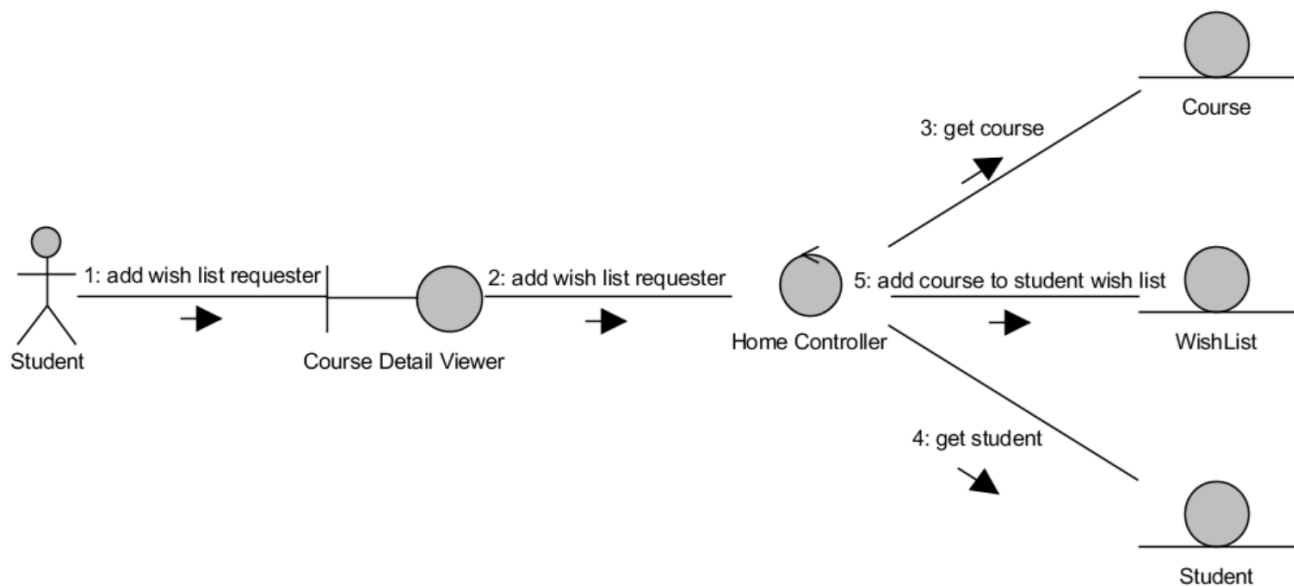 Course
3: get course
1: add wish list requester
2: add wish list requester
5: add course to student wish list
Student
Course Detail Viewer
Home Controller
WishList
4: get student
Student